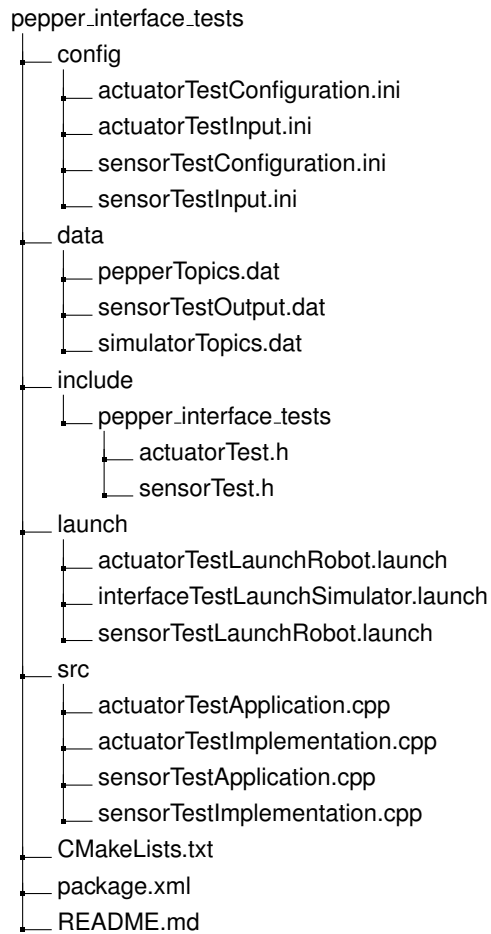 pepper_interface_tests
config
actuatorTestConfiguration.ini
actuatorTestInput.ini
sensorTestConfiguration.ini
sensorTestInput.ini
data
pepperTopics.dat
sensorTestOutput.dat
simulatorTopics.dat
include
pepper_interface_tests
actuatorTest.h
sensorTest.h
launch
actuatorTestLaunchRobot.launch
interfaceTestLaunchSimulator.launch
sensorTestLaunchRobot.launch
src
actuatorTestApplication.cpp
actuatorTestImplementation.cpp
sensorTestApplication.cpp
sensorTestImplementation.cpp
CMakeLists.txt
package.xml
README.md